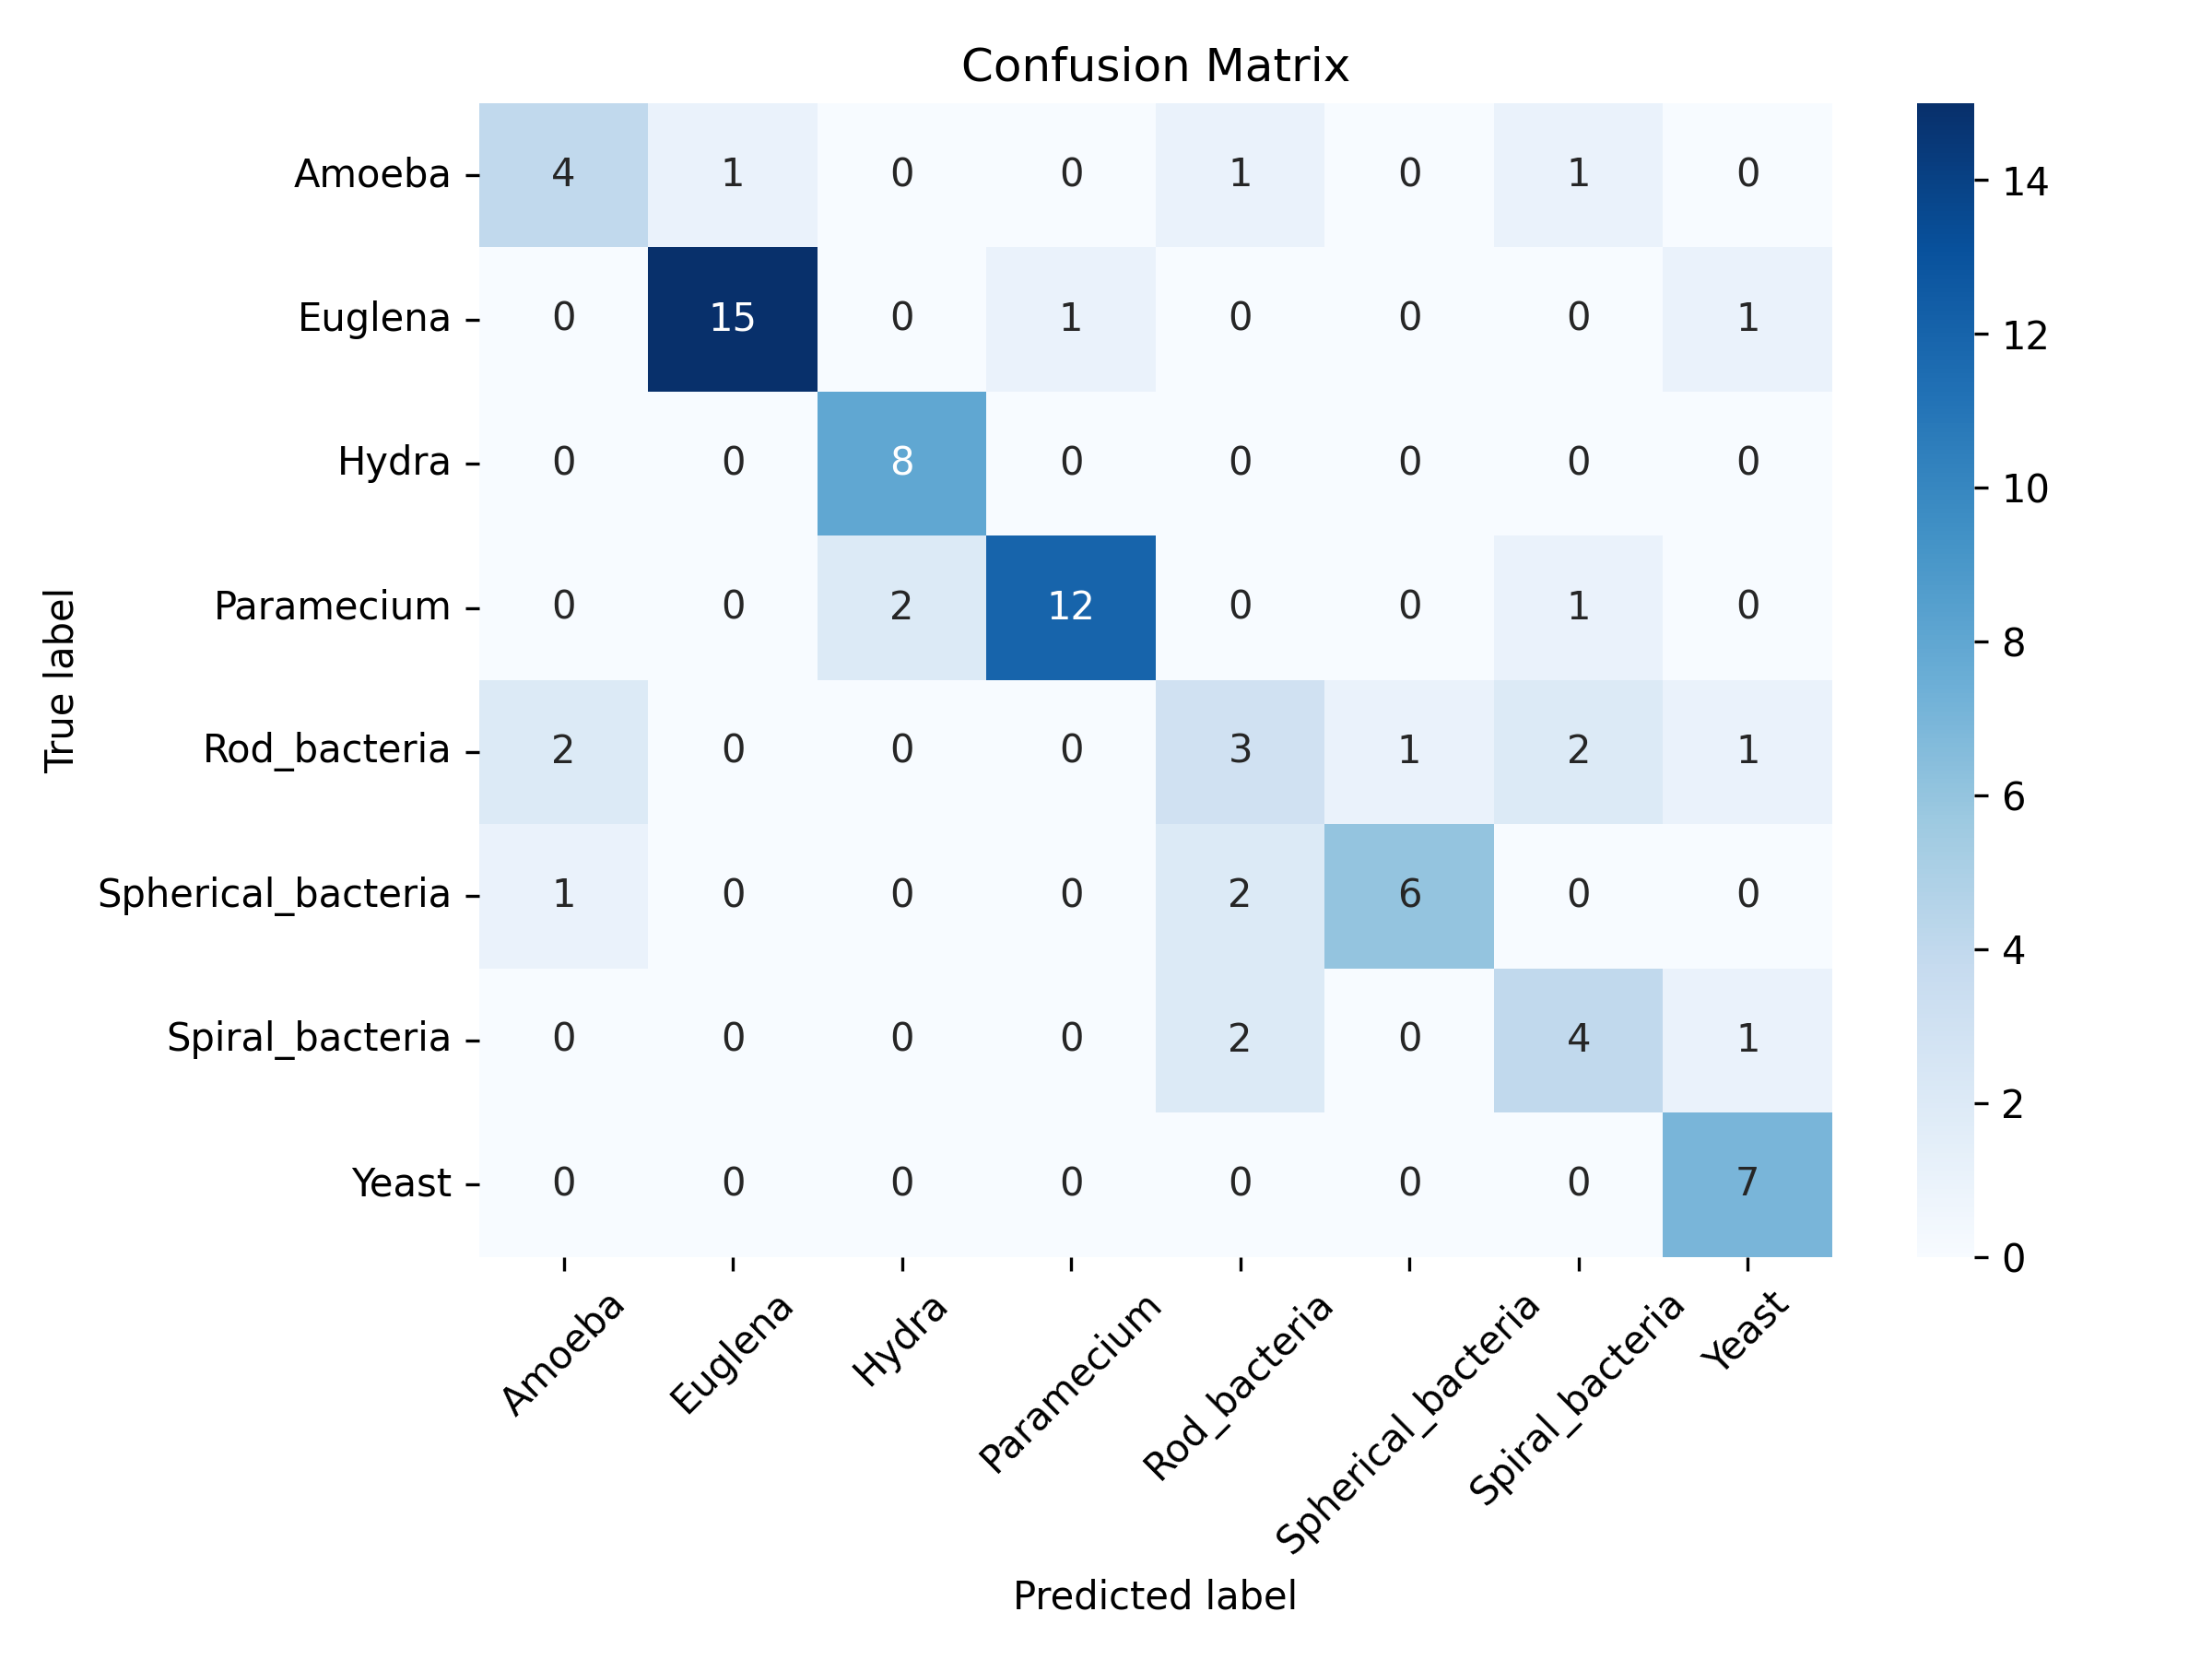 Confusion Matrix
Amoeba 4 1 0 0 1 0 1 0
Euglena 0 15 0 1 0 0 0 1
Hydra 0 0 8 0 0 0 0 0
Paramecium 0 0 2 12 0 0 1 0
Rod_bacteria 2 0 0 0 3 1 2 1
Spherical_bacteria 1 0 0 0 2 6 0 0
Spiral_bacteria 0 0 0 0 2 0 4 1
Yeast 0 0 0 0 0 0 0 7
True label
Amoeba Euglena Hydra Paramecium Rod_bacteria Spherical_bacteria Spiral_bacteria Yeast
Predicted label
14
12
10
8
6
4
2
0